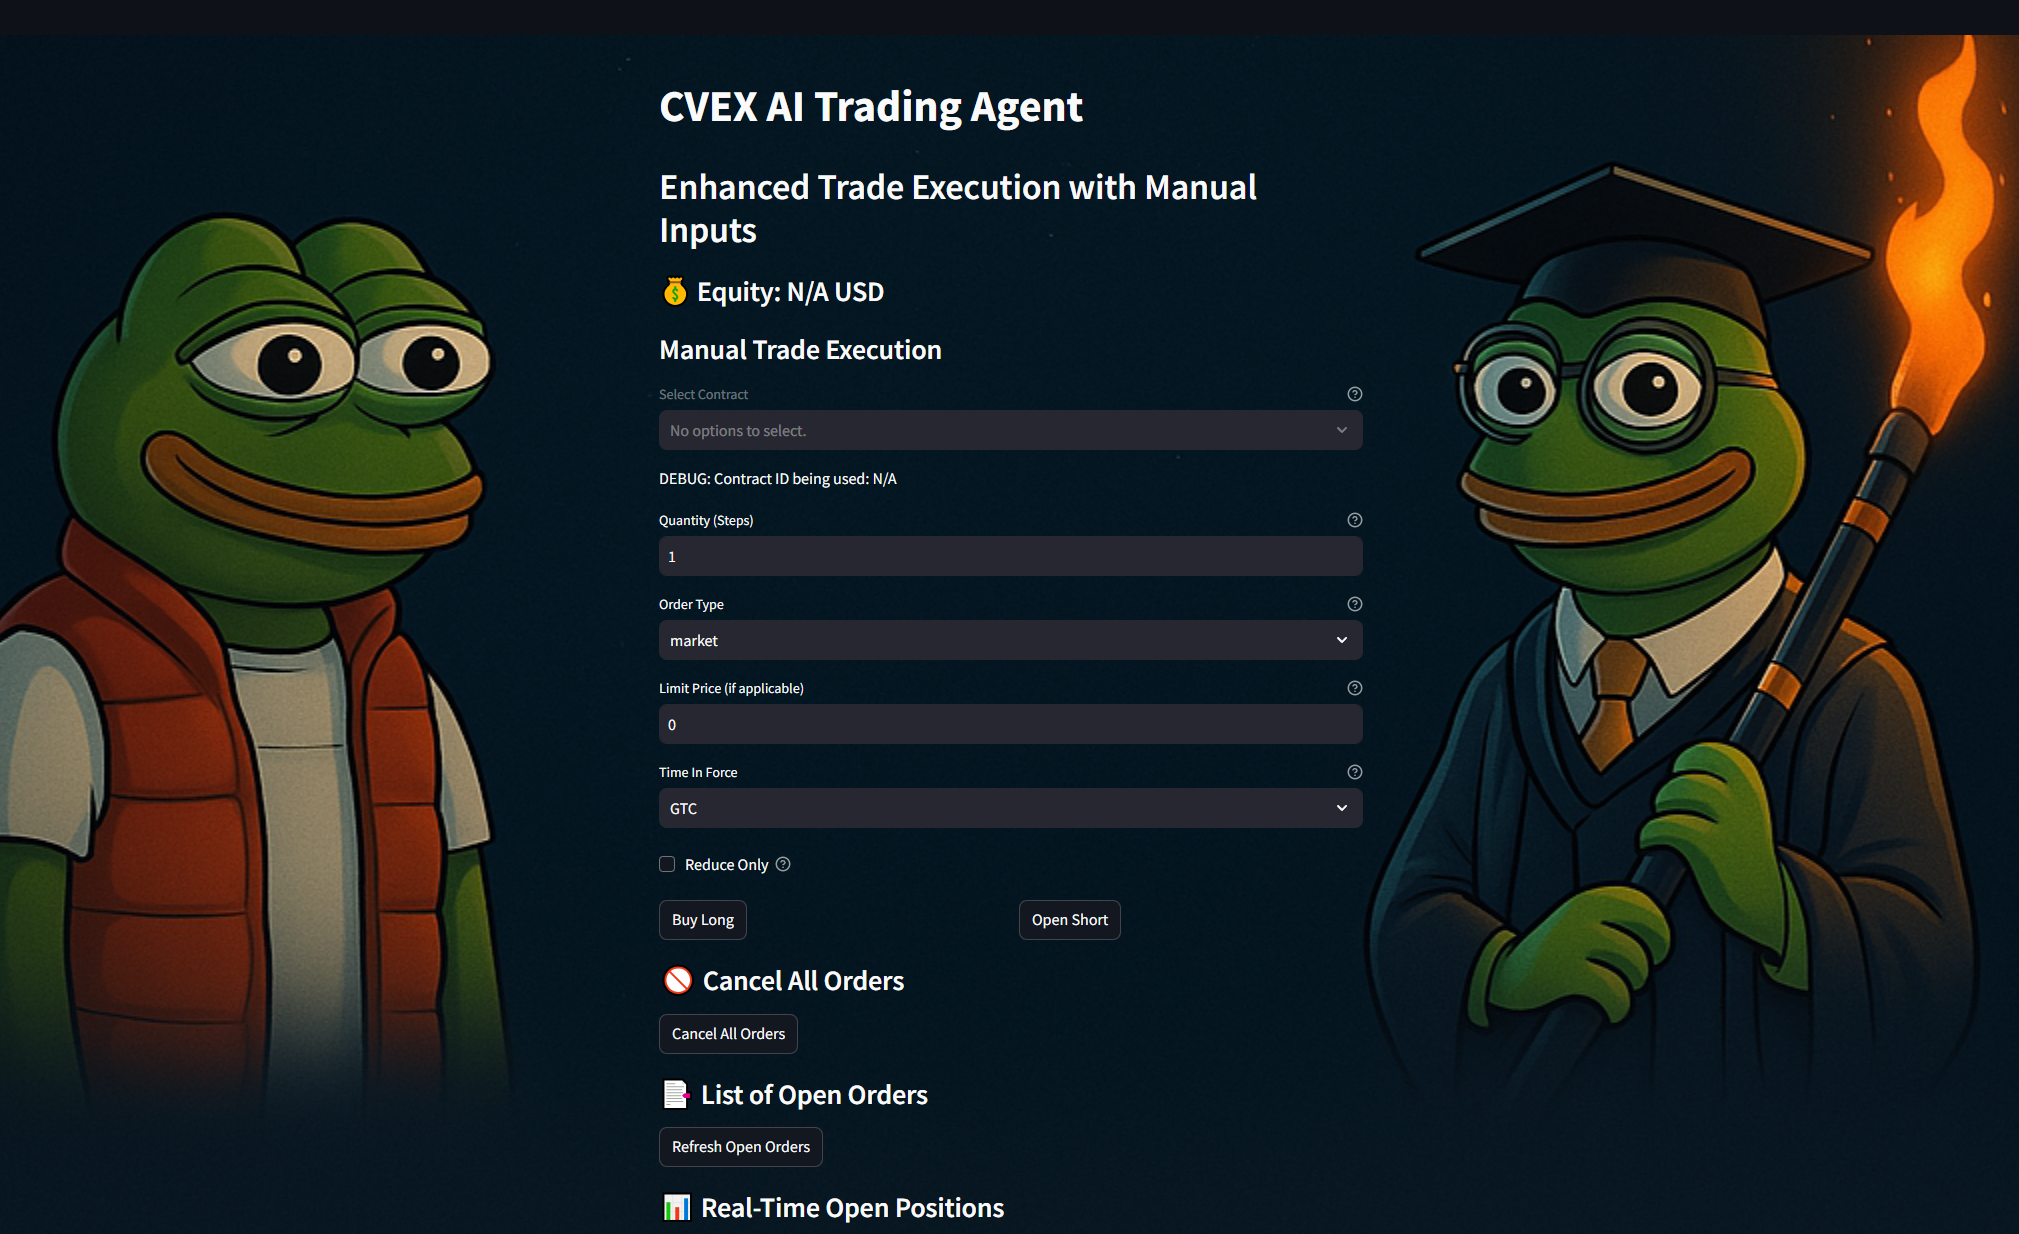 CVEX AI Trading Agent
Enhanced Trade Execution with Manual
Inputs
💰 Equity: N/A USD
Manual Trade Execution
Select Contract
No options to select.
DEBUG: Contract ID being used: N/A
Quantity (Steps)
1
Order Type
market
Limit Price (if applicable)
0
Time In Force
GTC
Reduce Only
Buy Long
Open Short
🚫 Cancel All Orders
Cancel All Orders
📑 List of Open Orders
Refresh Open Orders
📊 Real-Time Open Positions